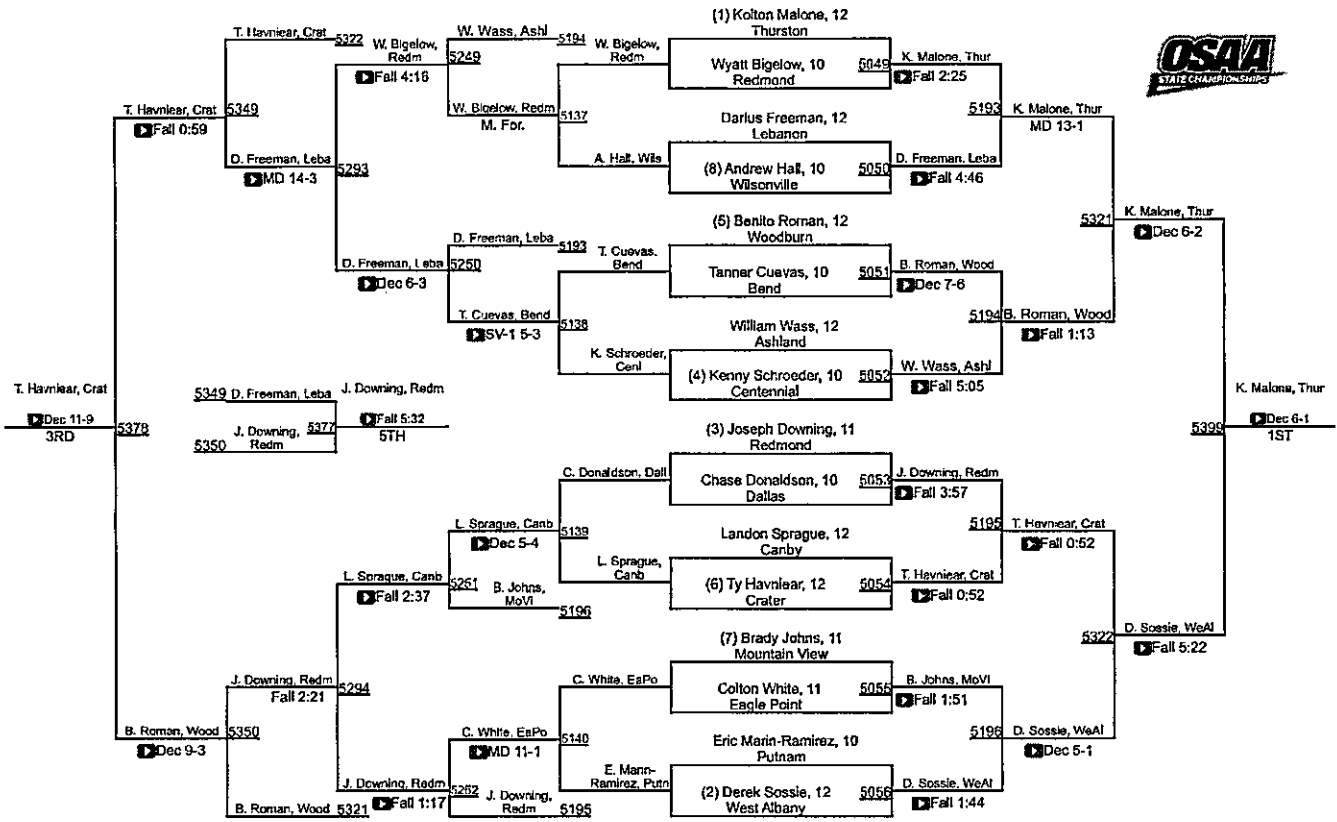 OSAA
STATE CHAMPIONSHIPS
(1) Kolton Malone, 12
Thurston
Wyatt Bigelow, 10
Redmond
5049
Darius Freeman, 12
Lebanon
(8) Andrew Hall, 10
Wilsonville
5050
(5) Benito Roman, 12
Woodburn
Tanner Cuevas, 10
Bend
5051
William Wass, 12
Ashland
(4) Kenny Schroeder, 10
Centennial
5052
(3) Joseph Downing, 11
Redmond
Chase Donaldson, 10
Dallas
5053
Landon Sprague, 12
Canby
(6) Ty Havniear, 12
Crater
5054
(7) Brady Johns, 11
Mountain View
Colton White, 11
Eagle Point
5055
Eric Marin-Ramirez, 10
Putnam
(2) Derek Sossie, 12
West Albany
5056
K. Malone, Thur
Fall 2:25
5193
D. Freeman, Leba
Fall 4:46
B. Roman, Wood
Dec 7-6
5194
W. Wass, Ashl
Fall 5:05
J. Downing, Redm
Fall 3:57
5195
T. Havniear, Crat
Fall 0:52
B. Johns, MoVi
Fall 1:51
5196
D. Sossie, WeAl
Fall 1:44
K. Malone, Thur
MD 13-1
5321
B. Roman, Wood
Fall 1:13
T. Havniear, Crat
Fall 0:52
5322
D. Sossie, WeAl
Dec 5-1
K. Malone, Thur
Dec 6-2
5399
D. Sossie, WeAl
Fall 5:22
K. Malone, Thur
Dec 6-1
1ST
W. Bigelow,
Redm
5137
A. Hall, Wils
T. Cuevas,
Bend
5138
K. Schroeder,
Cent
C. Donaldson, Dall
5139
L. Sprague,
Canb
C. White, EaPo
5140
E. Marin-
Ramirez, Putn
W. Wass, Ashl
5194
5249
W. Bigelow, Redm
M. For.
D. Freeman, Leba
5193
5250
T. Cuevas, Bend
SV-1 5-3
L. Sprague, Canb
Dec 5-4
5251
B. Johns,
MoVi
5196
C. White, EaPo
MD 11-1
5252
J. Downing,
Redm
5195
W. Bigelow,
Redm
Fall 4:16
5293
D. Freeman, Leba
Dec 6-3
L. Sprague, Canb
Fall 2:37
5294
J. Downing, Redm
Fall 1:17
T. Havniear, Crat
5322
5349
D. Freeman, Leba
MD 14-3
J. Downing, Redm
Fall 2:21
5350
B. Roman, Wood
5321
T. Havniear, Crat
Fall 0:59
5378
B. Roman, Wood
Dec 9-3
T. Havniear, Crat
Dec 11-9
3RD
5349 D. Freeman, Leba
5377
J. Downing,
Redm
5350
J. Downing, Redm
Fall 5:32
5TH